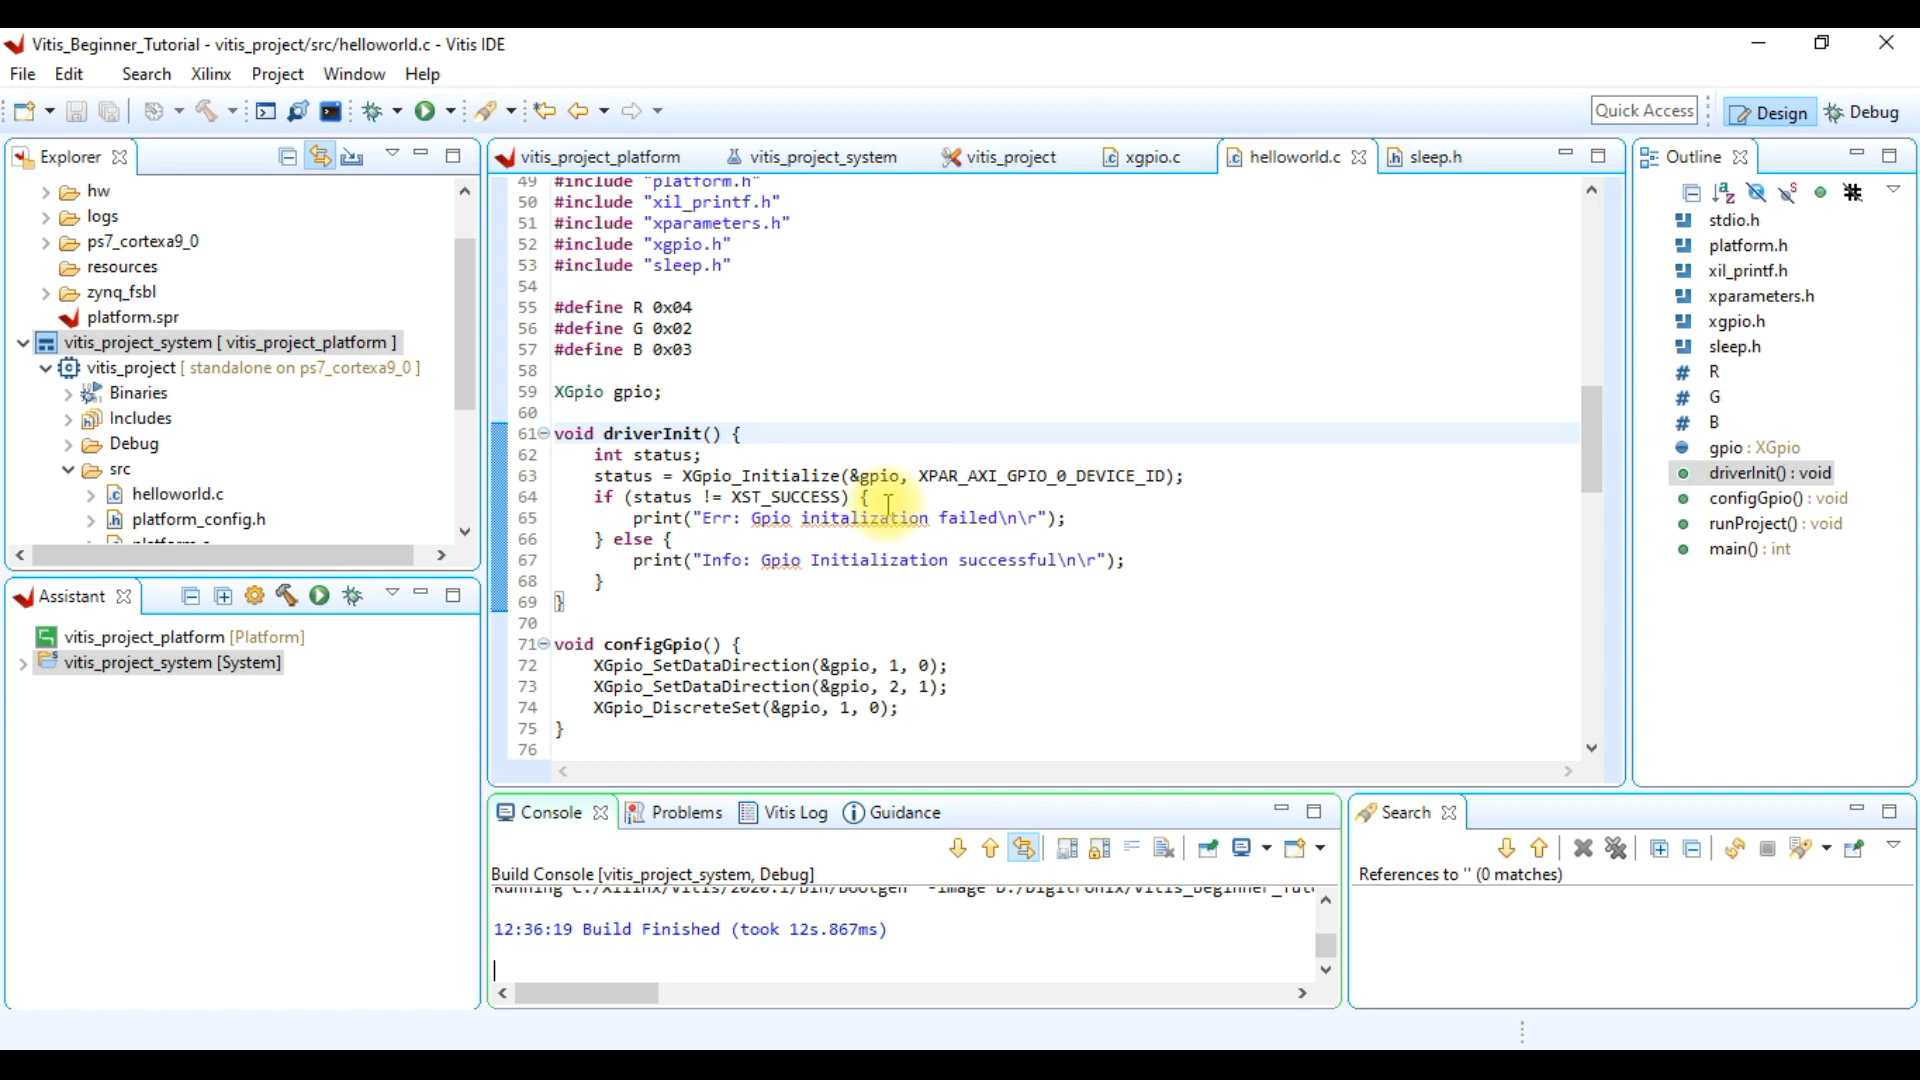 Vitis_Beginner_Tutorial - vitis_project/src/helloworld.c - Vitis IDE
File Edit Search Xilinx Project Window Help
Quick Access Design Debug
Explorer
hw
logs
ps7_cortexa9_0
resources
zynq_fsbl
platform.spr
vitis_project_system [ vitis_project_platform ]
vitis_project [ standalone on ps7_cortexa9_0 ]
Binaries
Includes
Debug
src
helloworld.c
platform_config.h
Assistant
vitis_project_platform [Platform]
vitis_project_system [System]
vitis_project_platform vitis_project_system vitis_project xgpio.c helloworld.c sleep.h
49 #include "platform.h"
50 #include "xil_printf.h"
51 #include "xparameters.h"
52 #include "xgpio.h"
53 #include "sleep.h"
54
55 #define R 0x04
56 #define G 0x02
57 #define B 0x03
58
59 XGpio gpio;
60
61 void driverInit() {
62 int status;
63 status = XGpio_Initialize(&gpio, XPAR_AXI_GPIO_0_DEVICE_ID);
64 if (status != XST_SUCCESS) {
65 print("Err: Gpio initalization failed\n\r");
66 } else {
67 print("Info: Gpio Initialization successful\n\r");
68 }
69 }
70
71 void configGpio() {
72 XGpio_SetDataDirection(&gpio, 1, 0);
73 XGpio_SetDataDirection(&gpio, 2, 1);
74 XGpio_DiscreteSet(&gpio, 1, 0);
75 }
76
Outline
stdio.h
platform.h
xil_printf.h
xparameters.h
xgpio.h
sleep.h
# R
# G
# B
gpio : XGpio
driverInit() : void
configGpio() : void
runProject() : void
main() : int
Console Problems Vitis Log Guidance
Build Console [vitis_project_system, Debug]
12:36:19 Build Finished (took 12s.867ms)
Search
References to '' (0 matches)